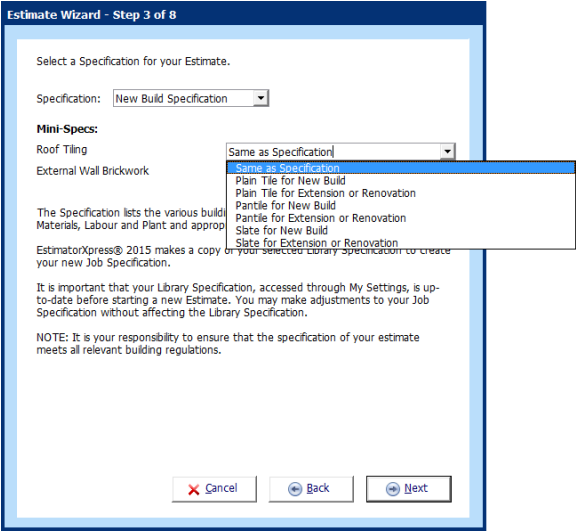 Estimate Wizard - Step 3 of 8
Select a Specification for your Estimate.
Specification: New Build Specification
Mini-Specs:
Roof Tiling Same as Specification
External Wall Brickwork
Same as Specification
Plain Tile for New Build
Plain Tile for Extension or Renovation
Pantile for New Build
Pantile for Extension or Renovation
Slate for New Build
Slate for Extension or Renovation
The Specification lists the various
Materials, Labour and Plant and
EstimatorXpress® 2015 makes a copy of your selected Library Specification to create
your new Job Specification.
It is important that your Library Specification, accessed through My Settings, is up-
to-date before starting a new Estimate. You may make adjustments to your Job
Specification without affecting the Library Specification.
NOTE: It is your responsibility to ensure that the specification of your estimate
meets all relevant building regulations.
Cancel Back Next